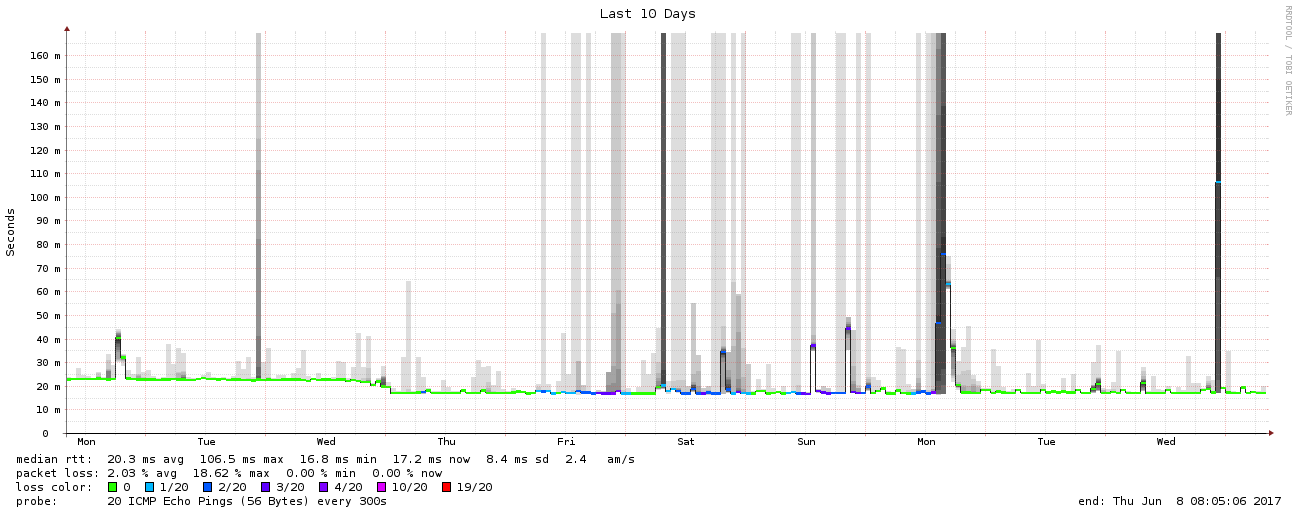 Last 10 Days
RRDTOOL / TOBI OETIKER
Seconds
160 m
150 m
140 m
130 m
120 m
110 m
100 m
90 m
80 m
70 m
60 m
50 m
40 m
30 m
20 m
10 m
0
Mon Tue Wed Thu Fri Sat Sun Mon Tue Wed
median rtt: 20.3 ms avg 106.5 ms max 16.8 ms min 17.2 ms now 8.4 ms sd 2.4 am/s
packet loss: 2.03 % avg 18.62 % max 0.00 % min 0.00 % now
loss color: 0 1/20 2/20 3/20 4/20 10/20 19/20
probe: 20 ICMP Echo Pings (56 Bytes) every 300s end: Thu Jun 8 08:05:06 2017